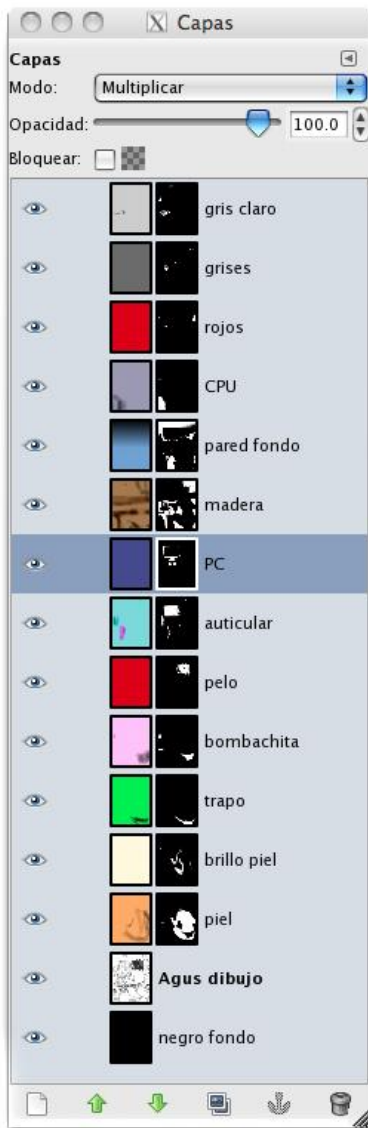 Capas
Capas
Modo: Multiplicar
Opacidad: 100.0
Bloquear:
gris claro
grises
rojos
CPU
pared fondo
madera
PC
auticular
pelo
bombachita
trapo
brillo piel
piel
Agus dibujo
negro fondo